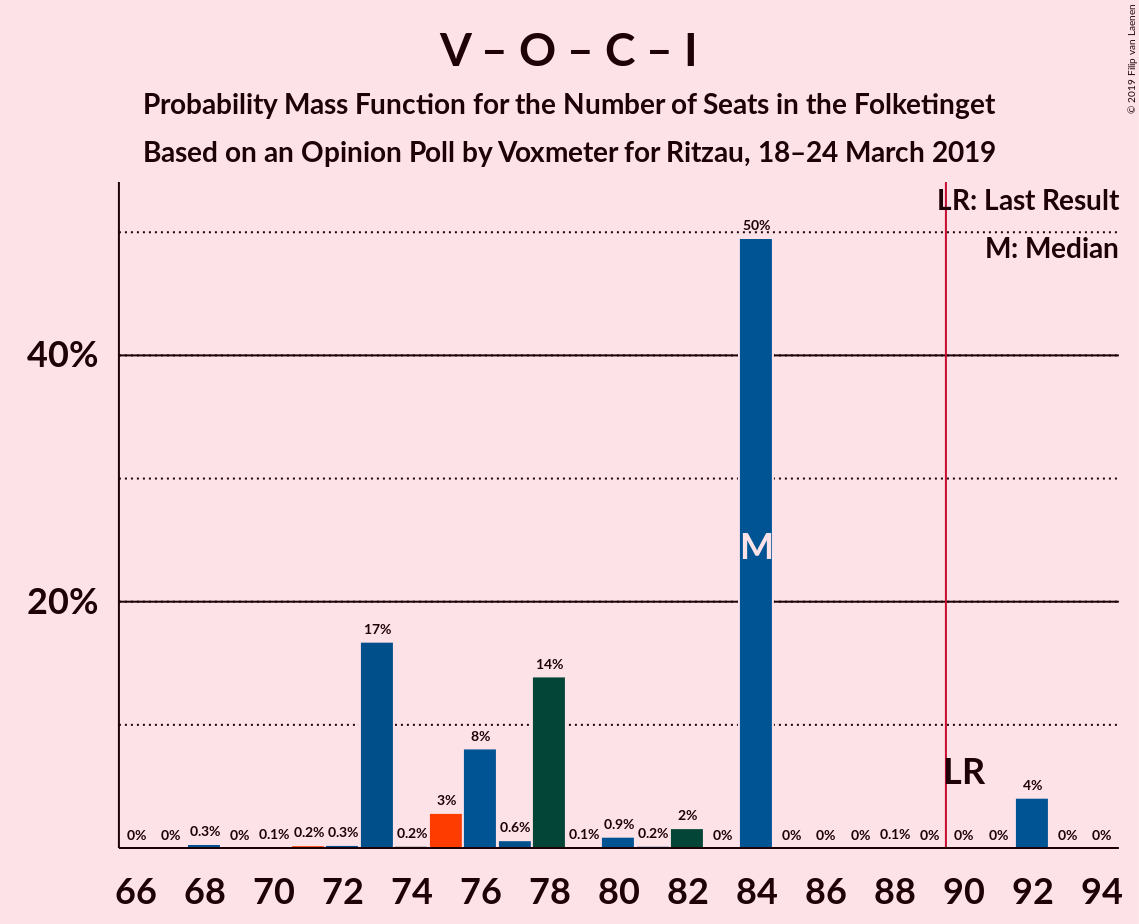 V – O – C – I
Probability Mass Function for the Number of Seats in the Folketinget
Based on an Opinion Poll by Voxmeter for Ritzau, 18–24 March 2019
© 2019 Filip van Laenen
LR: Last Result
M: Median
40%
20%
0% 0% 0.3% 0% 0.1% 0.2% 0.3% 17% 0.2% 3% 8% 0.6% 14% 0.1% 0.9% 0.2% 2% 0% 50% 0% 0% 0% 0.1% 0% 0% 0% 4% 0% 0%
M
LR
66 68 70 72 74 76 78 80 82 84 86 88 90 92 94